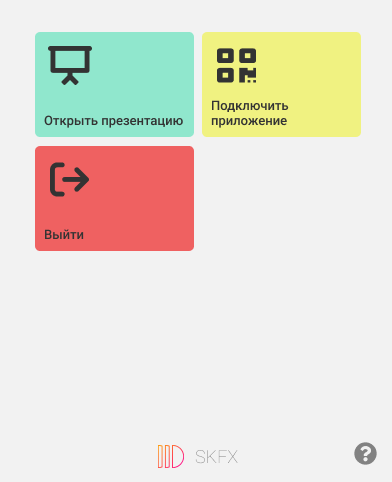 Открыть презентацию
Подключить
приложение
Выйти
SKFX